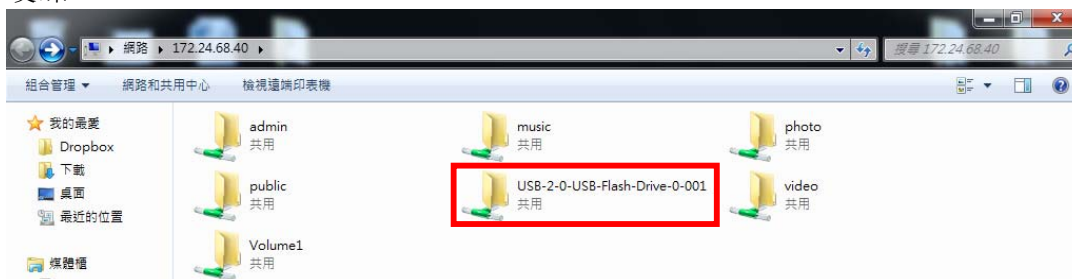 網路 ▸ 172.24.68.40 ▸
搜尋 172.24.68.40
組合管理 ▼ 網路和共用中心 檢視遠端印表機
我的最愛
Dropbox
下載
桌面
最近的位置
媒體櫃
admin
共用
music
共用
photo
共用
public
共用
USB-2-0-USB-Flash-Drive-0-001
共用
video
共用
Volume1
共用